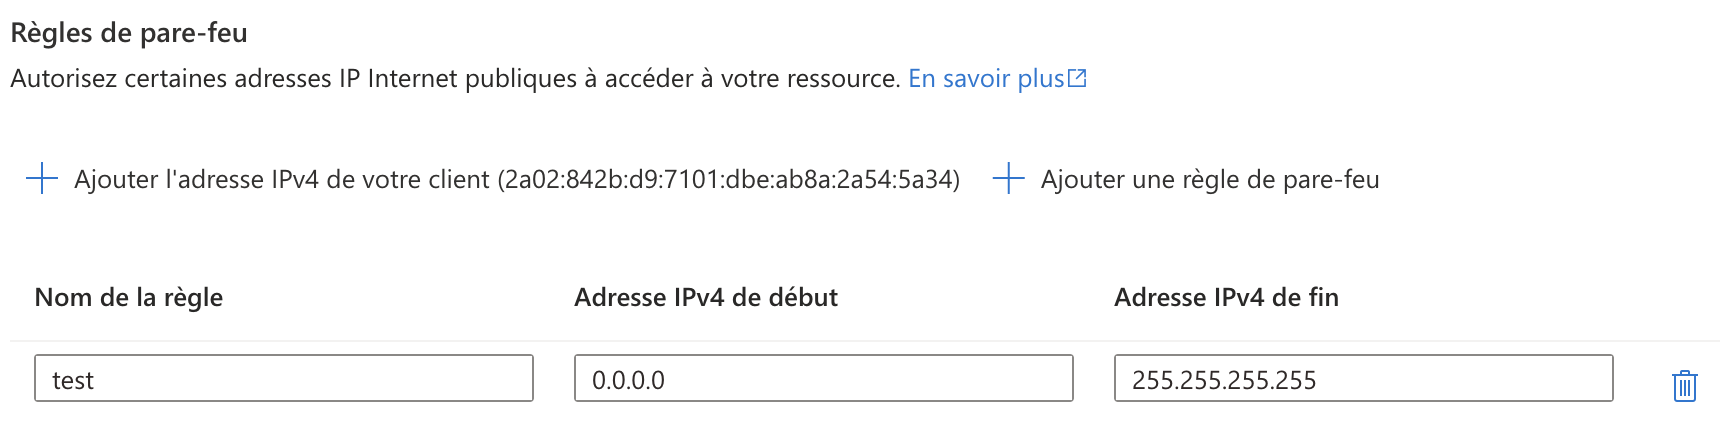 Règles de pare-feu
Autorisez certaines adresses IP Internet publiques à accéder à votre ressource. En savoir plus
Ajouter l'adresse IPv4 de votre client (2a02:842b:d9:7101:dbe:ab8a:2a54:5a34) Ajouter une règle de pare-feu
Nom de la règle Adresse IPv4 de début Adresse IPv4 de fin
test 0.0.0.0 255.255.255.255